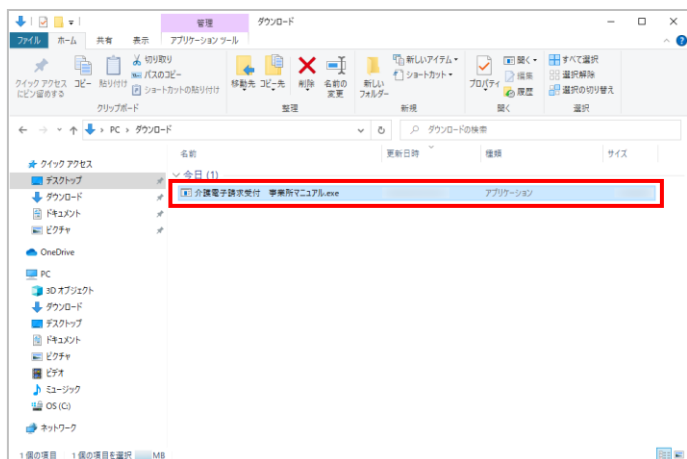 管理 ダウンロード
ファイル ホーム 共有 表示 アプリケーション ツール
クイック アクセスにピン留めする
コピー
貼り付け
切り取り
パスのコピー
ショートカットの貼り付け
クリップボード
移動先 コピー先 削除 名前の変更
整理
新しいフォルダー
新しいアイテム
ショートカット
新規
プロパティ
開く
編集
履歴
開く
すべて選択
選択解除
選択の切り替え
選択
PC › ダウンロード
ダウンロードの検索
名前 更新日時 種類 サイズ
今日 (1)
介護電子請求受付 事業所マニュアル.exe アプリケーション
クイック アクセス
デスクトップ
ダウンロード
ドキュメント
ピクチャ
OneDrive
PC
3D オブジェクト
ダウンロード
デスクトップ
ドキュメント
ピクチャ
ビデオ
ミュージック
OS (C:)
ネットワーク
1 個の項目 1 個の項目を選択 MB